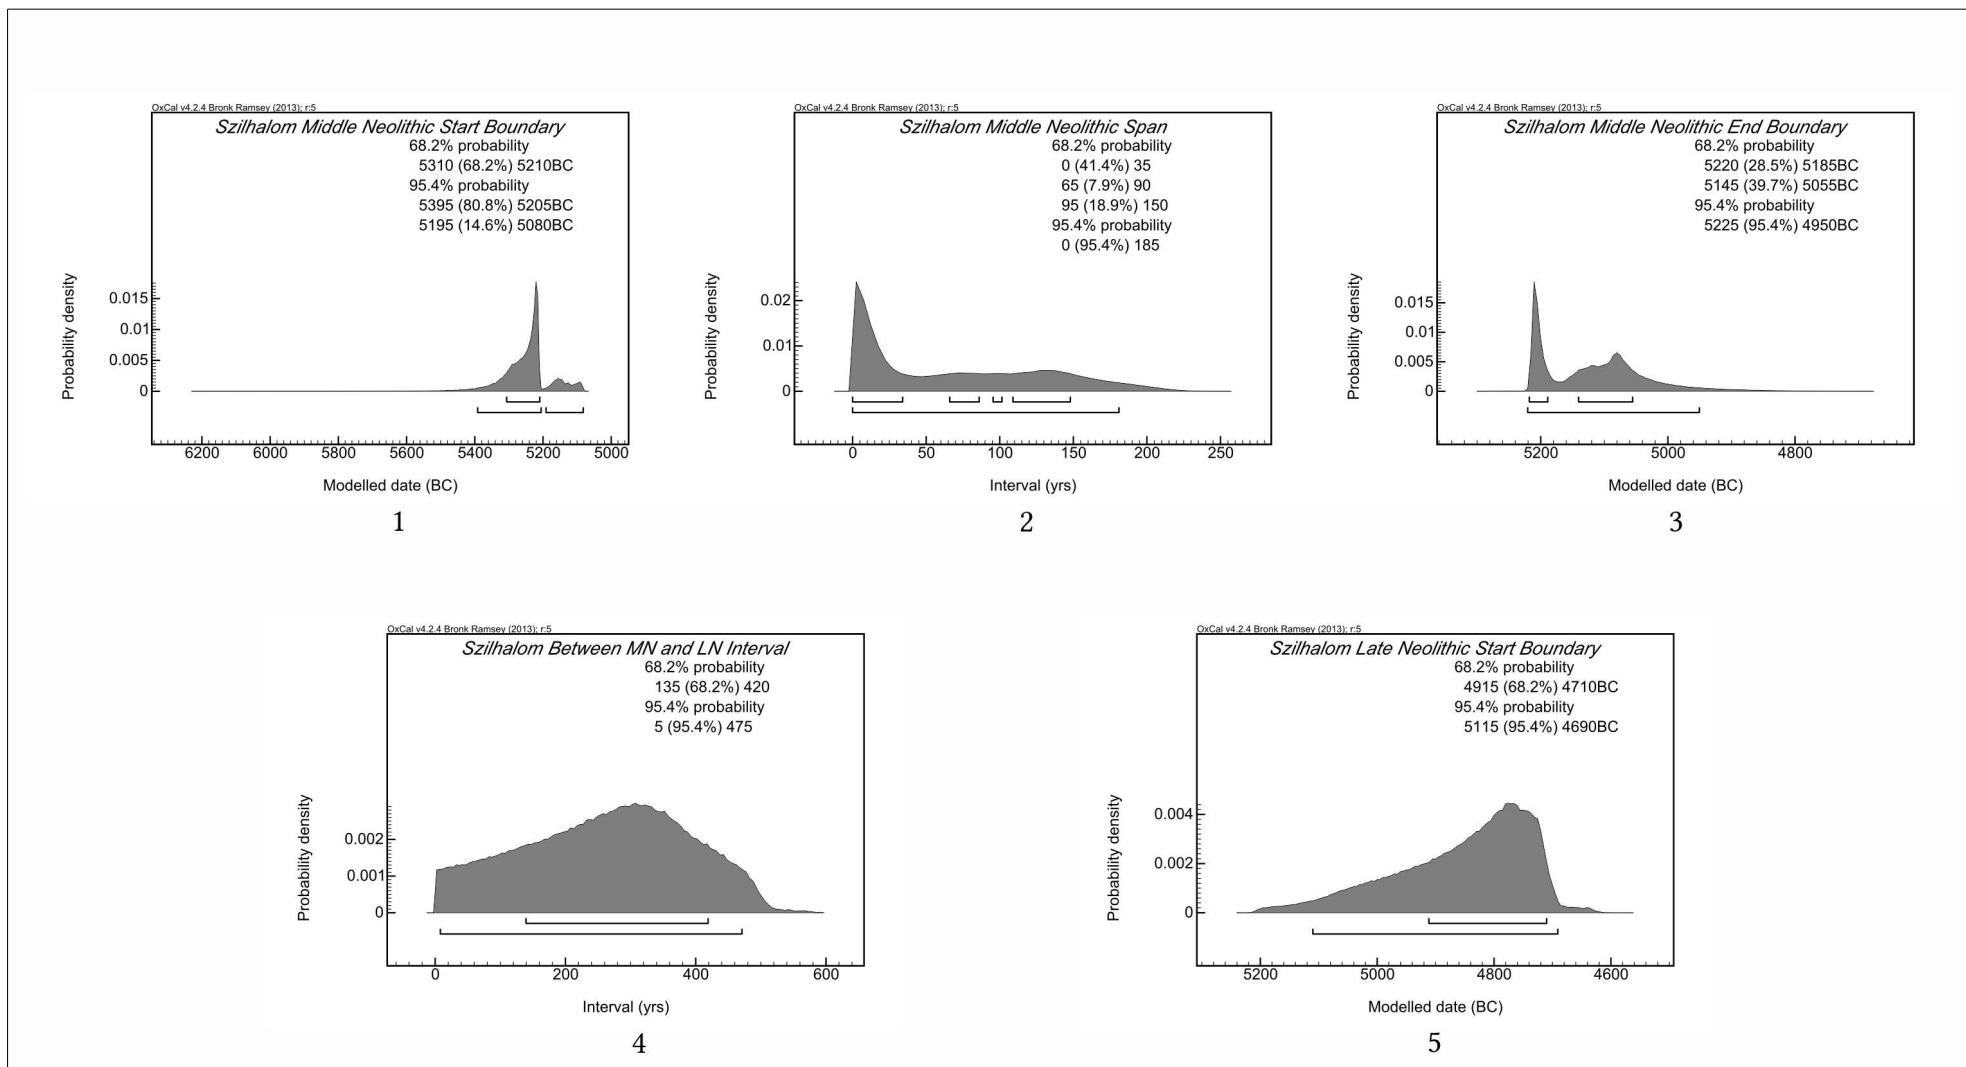 OxCal v4.2.4 Bronk Ramsey (2013); r:5
Szilhalom Middle Neolithic Start Boundary
68.2% probability
5310 (68.2%) 5210BC
95.4% probability
5395 (80.8%) 5205BC
5195 (14.6%) 5080BC
Probability density
0.015
0.01
0.005
0
6200 6000 5800 5600 5400 5200 5000
Modelled date (BC)
1
OxCal v4.2.4 Bronk Ramsey (2013); r:5
Szilhalom Middle Neolithic Span
68.2% probability
0 (41.4%) 35
65 (7.9%) 90
95 (18.9%) 150
95.4% probability
0 (95.4%) 185
Probability density
0.02
0.01
0
0 50 100 150 200 250
Interval (yrs)
2
OxCal v4.2.4 Bronk Ramsey (2013); r:5
Szilhalom Middle Neolithic End Boundary
68.2% probability
5220 (28.5%) 5185BC
5145 (39.7%) 5055BC
95.4% probability
5225 (95.4%) 4950BC
Probability density
0.015
0.01
0.005
0
5200 5000 4800
Modelled date (BC)
3
OxCal v4.2.4 Bronk Ramsey (2013); r:5
Szilhalom Between MN and LN Interval
68.2% probability
135 (68.2%) 420
95.4% probability
5 (95.4%) 475
Probability density
0.002
0.001
0
0 200 400 600
Interval (yrs)
4
OxCal v4.2.4 Bronk Ramsey (2013); r:5
Szilhalom Late Neolithic Start Boundary
68.2% probability
4915 (68.2%) 4710BC
95.4% probability
5115 (95.4%) 4690BC
Probability density
0.004
0.002
0
5200 5000 4800 4600
Modelled date (BC)
5